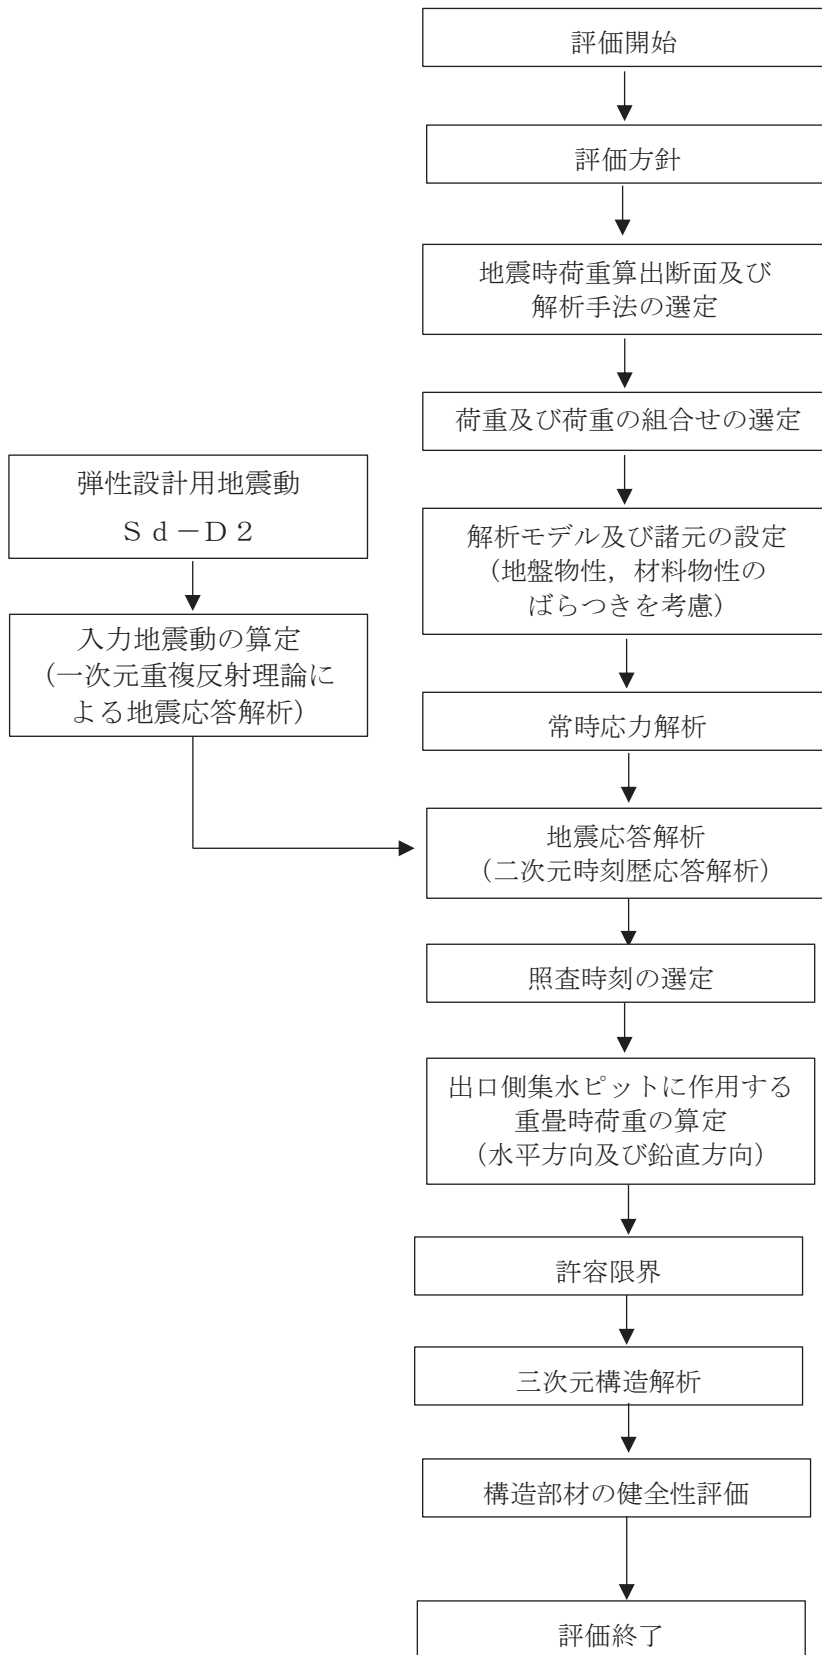 評価開始
評価方針
地震時荷重算出断面及び
解析手法の選定
荷重及び荷重の組合せの選定
弾性設計用地震動
Ｓｄ－Ｄ２
解析モデル及び諸元の設定
（地盤物性，材料物性の
ばらつきを考慮）
入力地震動の算定
（一次元重複反射理論に
よる地震応答解析）
常時応力解析
地震応答解析
（二次元時刻歴応答解析）
照査時刻の選定
出口側集水ピットに作用する
重畳時荷重の算定
（水平方向及び鉛直方向）
許容限界
三次元構造解析
構造部材の健全性評価
評価終了